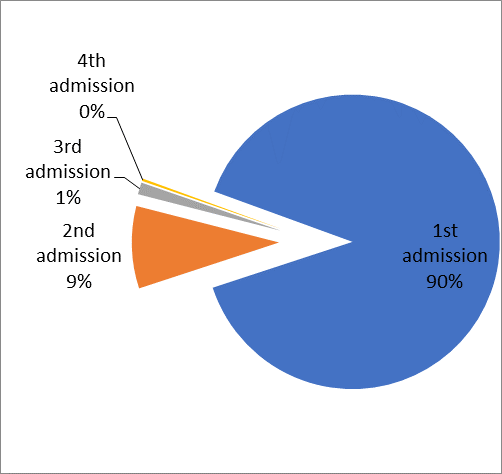 4th
admission
0%
3rd
admission
1%
2nd
admission
9%
1st
admission
90%